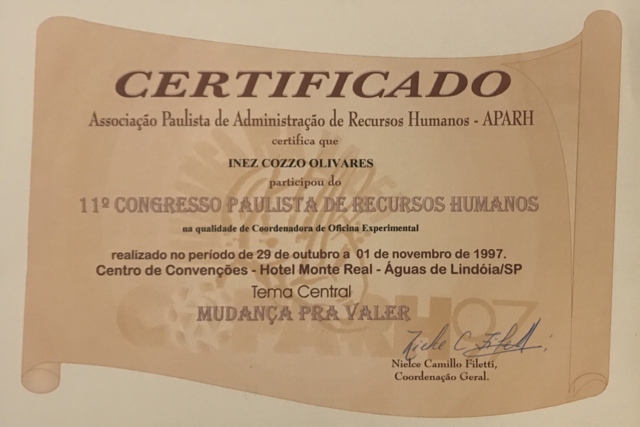 CERTIFICADO
Associação Paulista de Administração de Recursos Humanos - APARH
certifica que
INEZ COZZO OLIVARES
participou do
11º CONGRESSO PAULISTA DE RECURSOS HUMANOS
na qualidade de Coordenadora de Oficina Experimental
realizado no período de 29 de outubro a 01 de novembro de 1997.
Centro de Convenções - Hotel Monte Real - Águas de Lindóia/SP
Tema Central
MUDANÇA PRA VALER
Nielce Camillo Filetti,
Coordenação Geral.